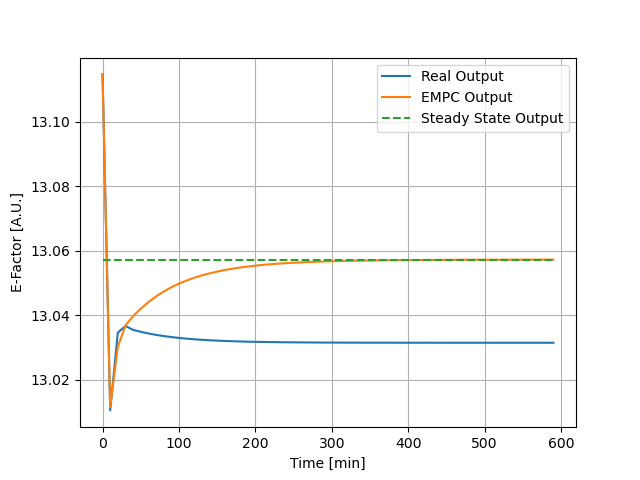 Real Output
EMPC Output
Steady State Output
E-Factor [A.U.]
13.10
13.08
13.06
13.04
13.02
0 100 200 300 400 500 600
Time [min]